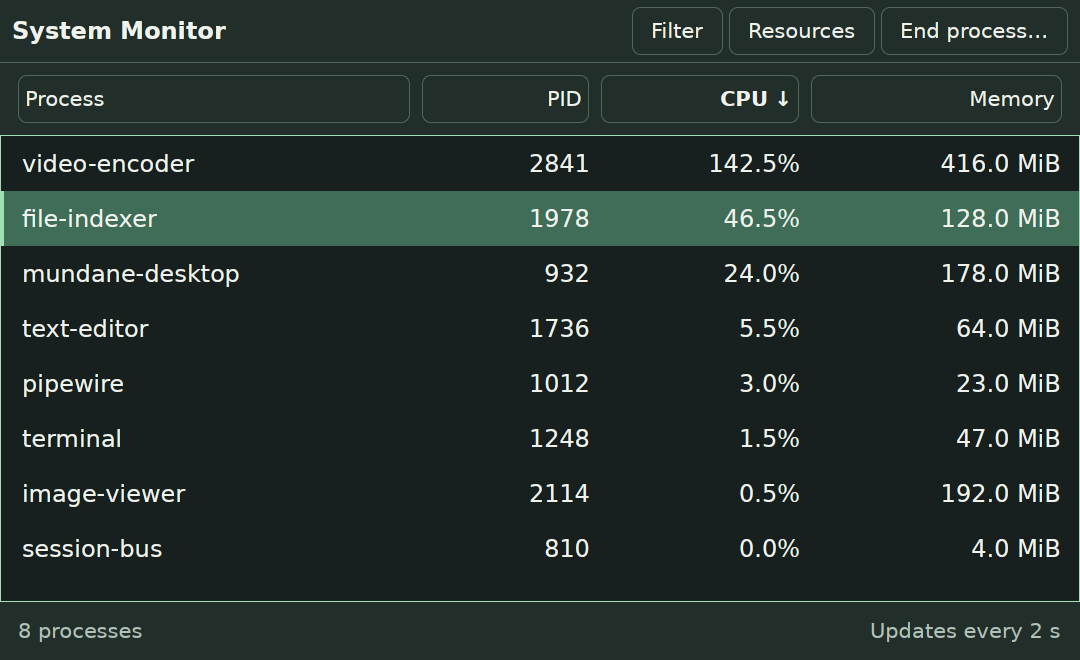 System Monitor Filter Resources End process...
Process PID CPU ↓ Memory
video-encoder 2841 142.5% 416.0 MiB
file-indexer 1978 46.5% 128.0 MiB
mundane-desktop 932 24.0% 178.0 MiB
text-editor 1736 5.5% 64.0 MiB
pipewire 1012 3.0% 23.0 MiB
terminal 1248 1.5% 47.0 MiB
image-viewer 2114 0.5% 192.0 MiB
session-bus 810 0.0% 4.0 MiB
8 processes Updates every 2 s